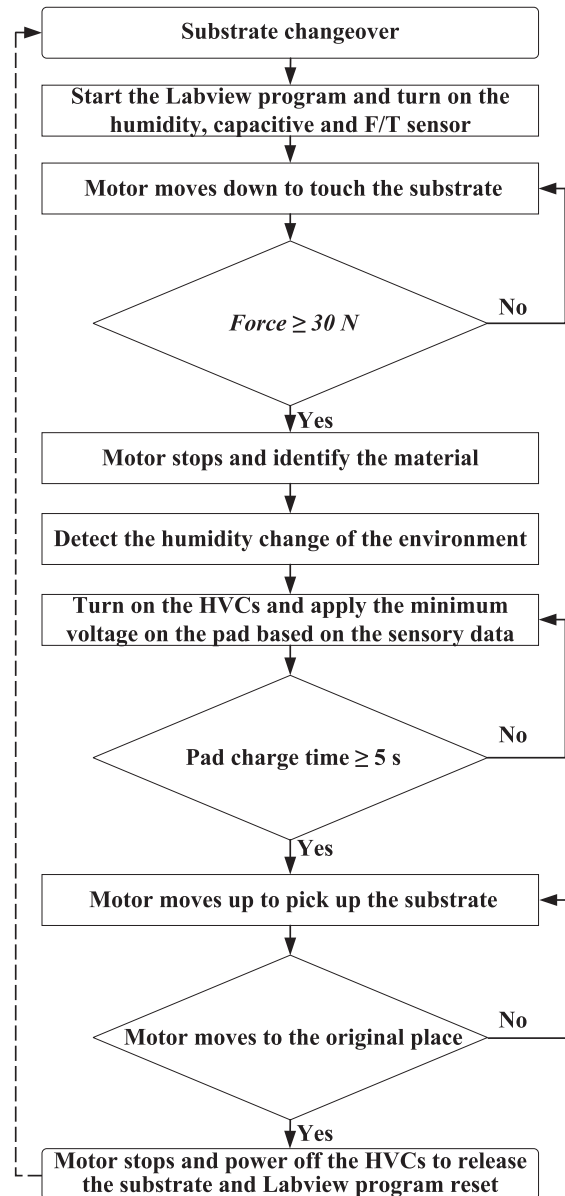 Substrate changeover
Start the Labview program and turn on the
humidity, capacitive and F/T sensor
Motor moves down to touch the substrate
Force ≥ 30 N
No
Yes
Motor stops and identify the material
Detect the humidity change of the environment
Turn on the HVCs and apply the minimum
voltage on the pad based on the sensory data
No
Pad charge time ≥ 5 s
Yes
Motor moves up to pick up the substrate
No
Motor moves to the original place
Yes
Motor stops and power off the HVCs to release
the substrate and Labview program reset